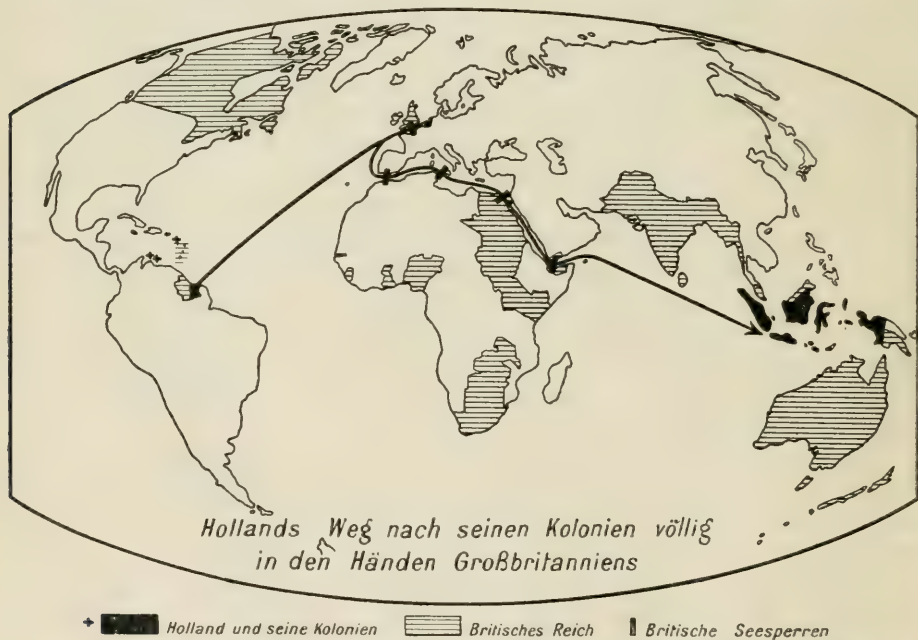 Hollands Weg nach seinen Kolonien völlig
in den Händen Großbritanniens
Holland und seine Kolonien Britisches Reich Britische Seesperren